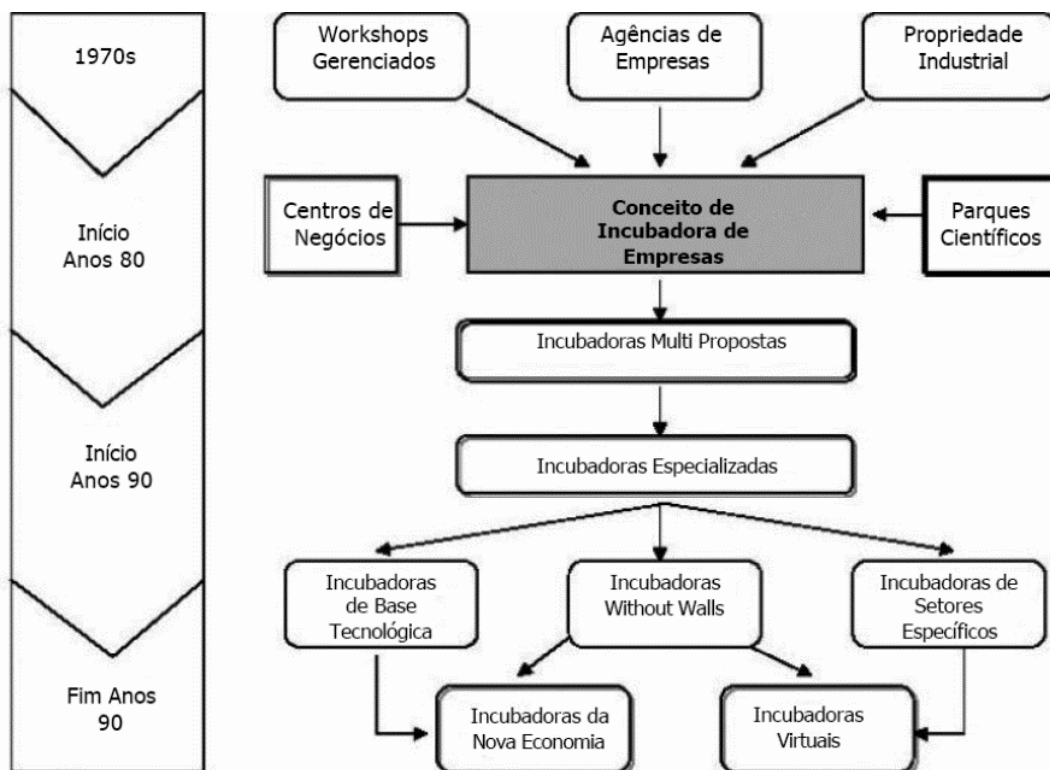 1970s
Workshops
Gerenciados
Agências de
Empresas
Propriedade
Industrial
Início
Anos 80
Centros de
Negócios
Conceito de
Incubadora de
Empresas
Parques
Científicos
Incubadoras Multi Propostas
Início
Anos 90
Incubadoras Especializadas
Incubadoras
de Base
Tecnológica
Incubadoras
Without Walls
Incubadoras de
Setores
Específicos
Fim Anos
90
Incubadoras da
Nova Economia
Incubadoras
Virtuais